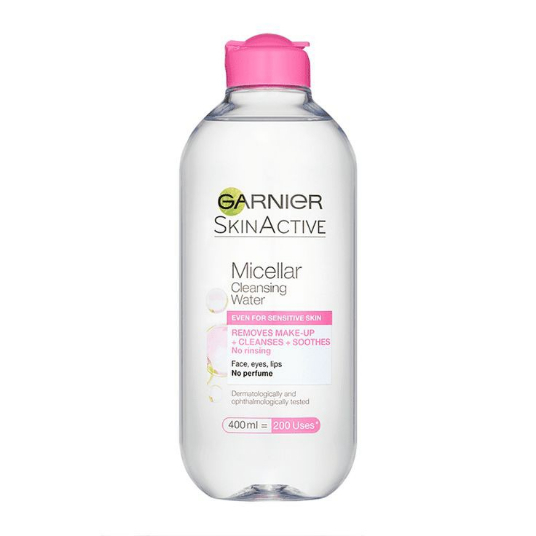 GARNIER
SKINACTIVE
Micellar
Cleansing
Water
EVEN FOR SENSITIVE SKIN
REMOVES MAKE-UP
+ CLEANSES + SOOTHES
No rinsing
Face, eyes, lips
No perfume
Dermatologically and
ophthalmologically tested
400ml = 200 Uses*